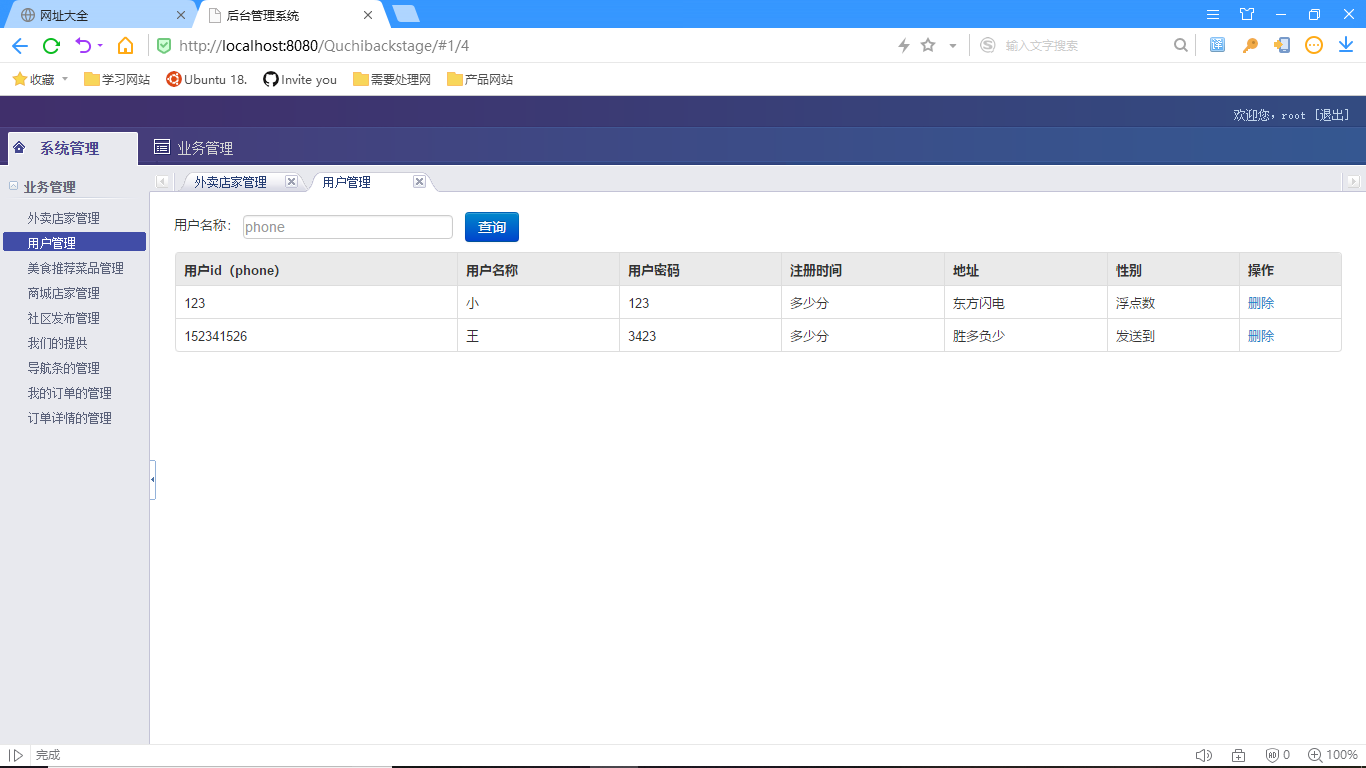 网址大全
后台管理系统
http://localhost:8080/Quchibackstage/#1/4
输入文字搜索
收藏 学习网站 Ubuntu 18. Invite you 需要处理网 产品网站
欢迎您，root [退出]
系统管理 业务管理
业务管理
外卖店家管理
用户管理
美食推荐菜品管理
商城店家管理
社区发布管理
我们的提供
导航条的管理
我的订单的管理
订单详情的管理
外卖店家管理 用户管理
用户名称: phone 查询
用户id（phone） 用户名称 用户密码 注册时间 地址 性别 操作
123 小 123 多少分 东方闪电 浮点数 删除
152341526 王 3423 多少分 胜多负少 发送到 删除
完成 0 100%